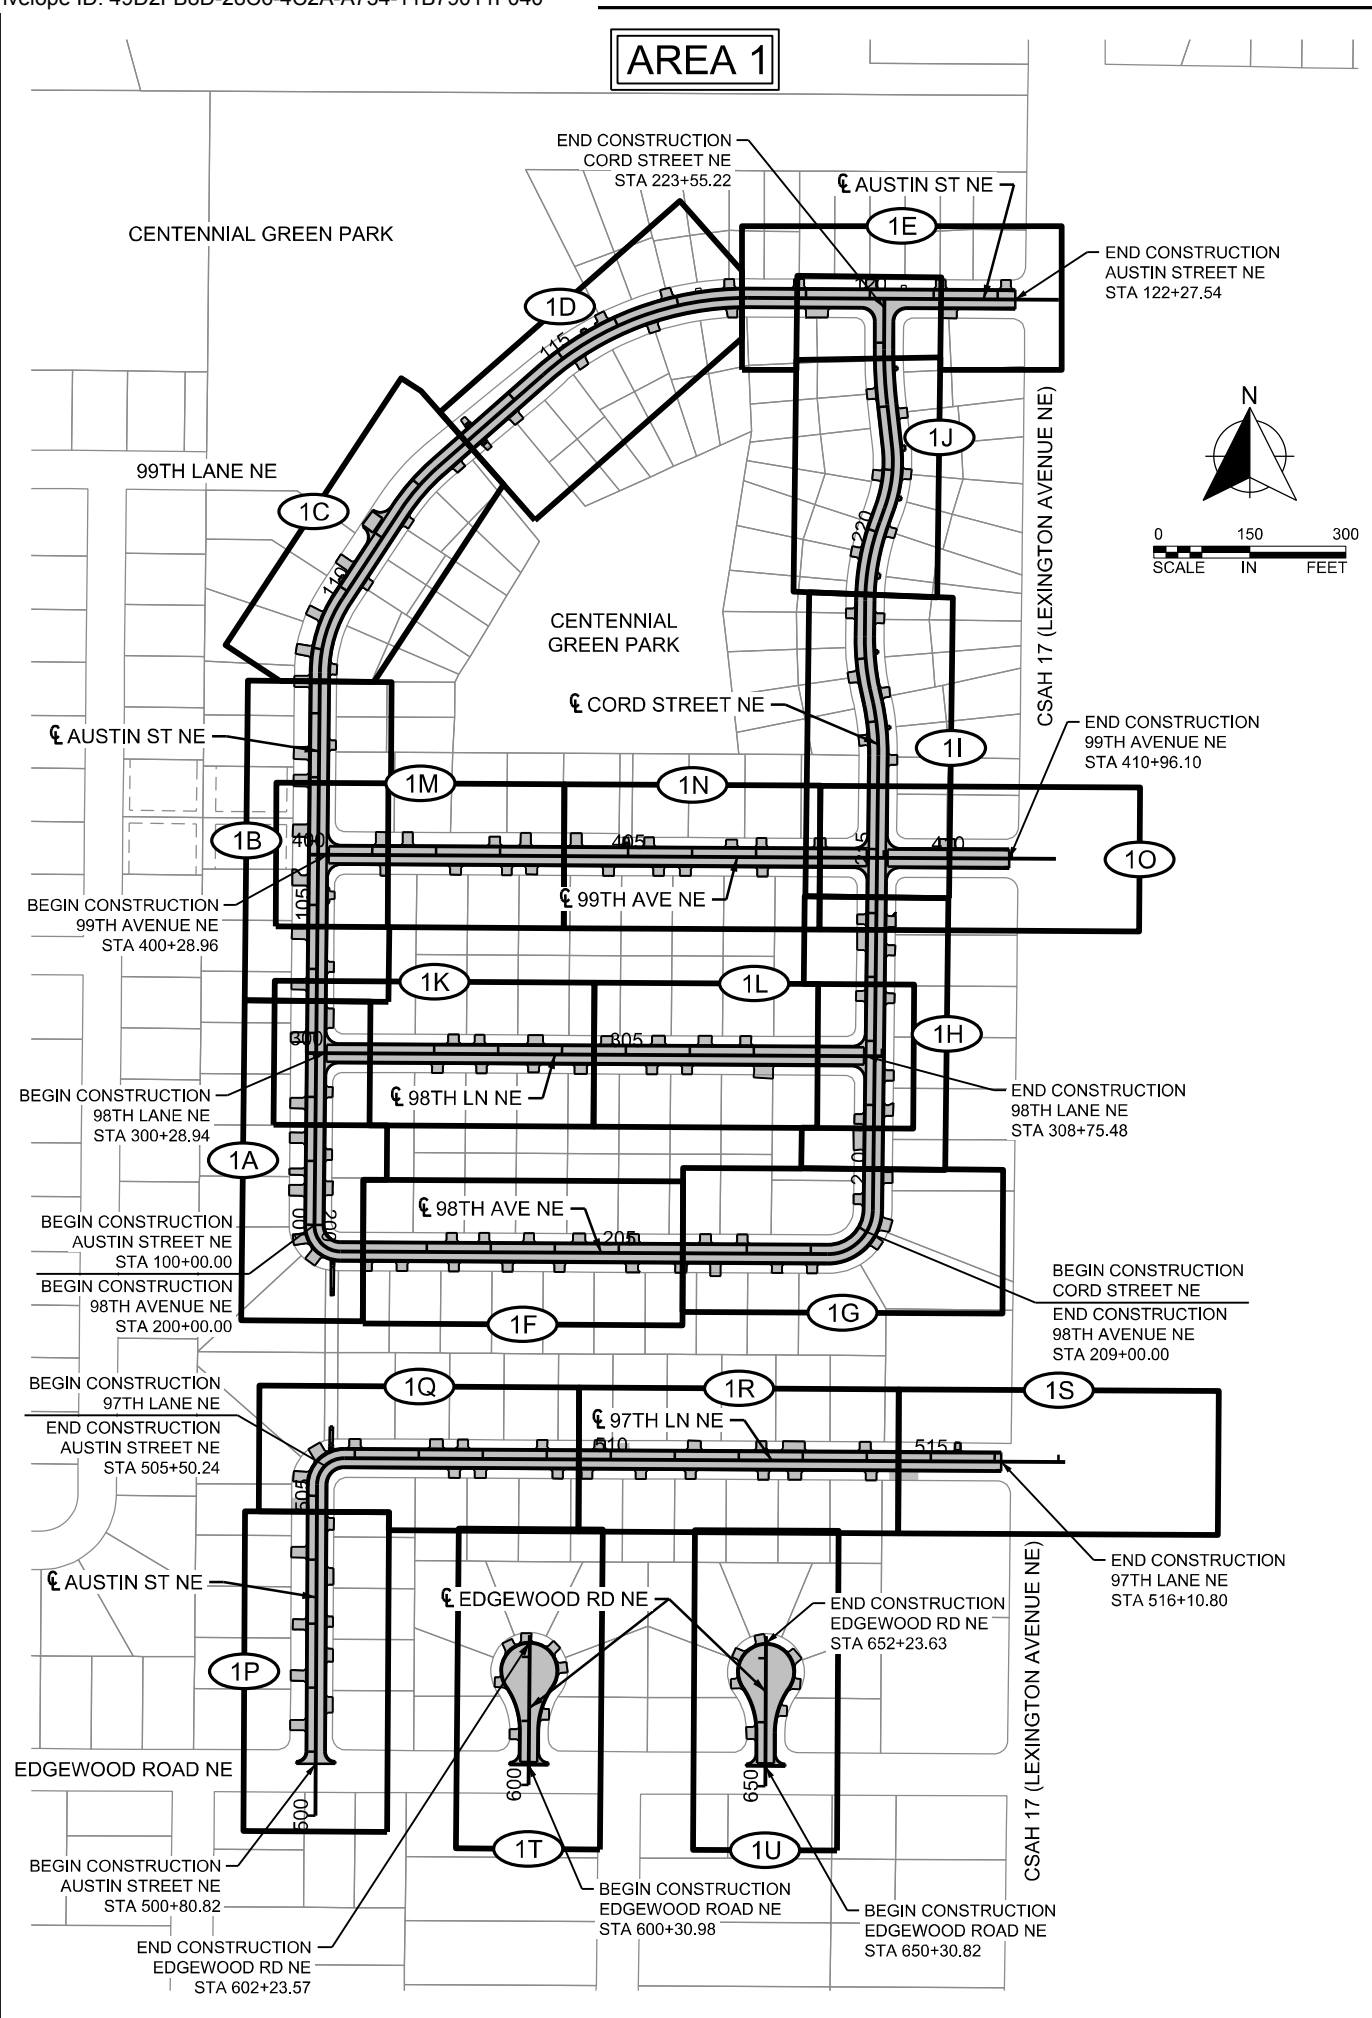 AREA 1
END CONSTRUCTION
CORD STREET NE
STA 223+55.22
℄ AUSTIN ST NE
1E
CENTENNIAL GREEN PARK
END CONSTRUCTION
AUSTIN STREET NE
STA 122+27.54
1D
115
CSAH 17 (LEXINGTON AVENUE NE)
N
1J
99TH LANE NE
1C
220
0 150 300
SCALE IN FEET
110
CENTENNIAL
GREEN PARK
℄ CORD STREET NE
END CONSTRUCTION
99TH AVENUE NE
STA 410+96.10
℄ AUSTIN ST NE
1I
1M
1N
1B
400
405
215
410
1O
℄ 99TH AVE NE
105
BEGIN CONSTRUCTION
99TH AVENUE NE
STA 400+28.96
1K
1L
1H
300
305
℄ 98TH LN NE
BEGIN CONSTRUCTION
98TH LANE NE
STA 300+28.94
END CONSTRUCTION
98TH LANE NE
STA 308+75.48
1A
℄ 98TH AVE NE
200
205
BEGIN CONSTRUCTION
AUSTIN STREET NE
STA 100+00.00
BEGIN CONSTRUCTION
98TH AVENUE NE
STA 200+00.00
BEGIN CONSTRUCTION
CORD STREET NE
END CONSTRUCTION
98TH AVENUE NE
STA 209+00.00
1F
1G
1Q
1R
1S
BEGIN CONSTRUCTION
97TH LANE NE
END CONSTRUCTION
AUSTIN STREET NE
STA 505+50.24
℄ 97TH LN NE
510
515
505
END CONSTRUCTION
97TH LANE NE
STA 516+10.80
CSAH 17 (LEXINGTON AVENUE NE)
℄ AUSTIN ST NE
℄ EDGEWOOD RD NE
END CONSTRUCTION
EDGEWOOD RD NE
STA 652+23.63
1P
EDGEWOOD ROAD NE
500
600
650
1T
1U
BEGIN CONSTRUCTION
AUSTIN STREET NE
STA 500+80.82
BEGIN CONSTRUCTION
EDGEWOOD ROAD NE
STA 600+30.98
BEGIN CONSTRUCTION
EDGEWOOD ROAD NE
STA 650+30.82
END CONSTRUCTION
EDGEWOOD RD NE
STA 602+23.57